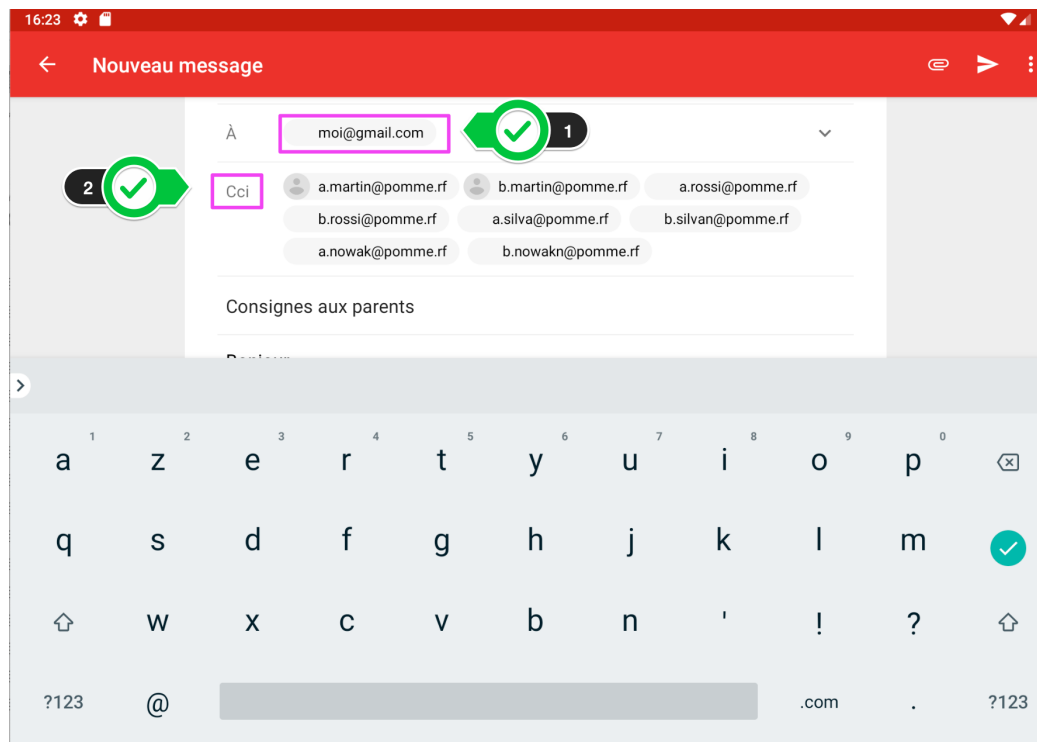 16:23
Nouveau message
À moi@gmail.com 1
2 Cci a.martin@pomme.rf b.martin@pomme.rf a.rossi@pomme.rf
b.rossi@pomme.rf a.silva@pomme.rf b.silvan@pomme.rf
a.nowak@pomme.rf b.nowakn@pomme.rf
Consignes aux parents
1 2 3 4 5 6 7 8 9 0
a z e r t y u i o p
q s d f g h j k l m
w x c v b n ' ! ?
?123 @ .com . ?123